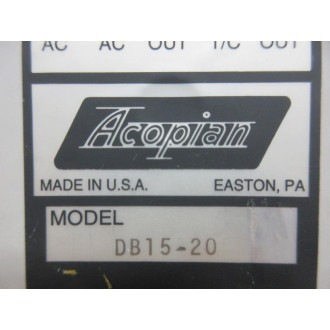 AC AC OUT T/C OUT
Acopian
MADE IN U.S.A. EASTON, PA
MODEL
DB15-20